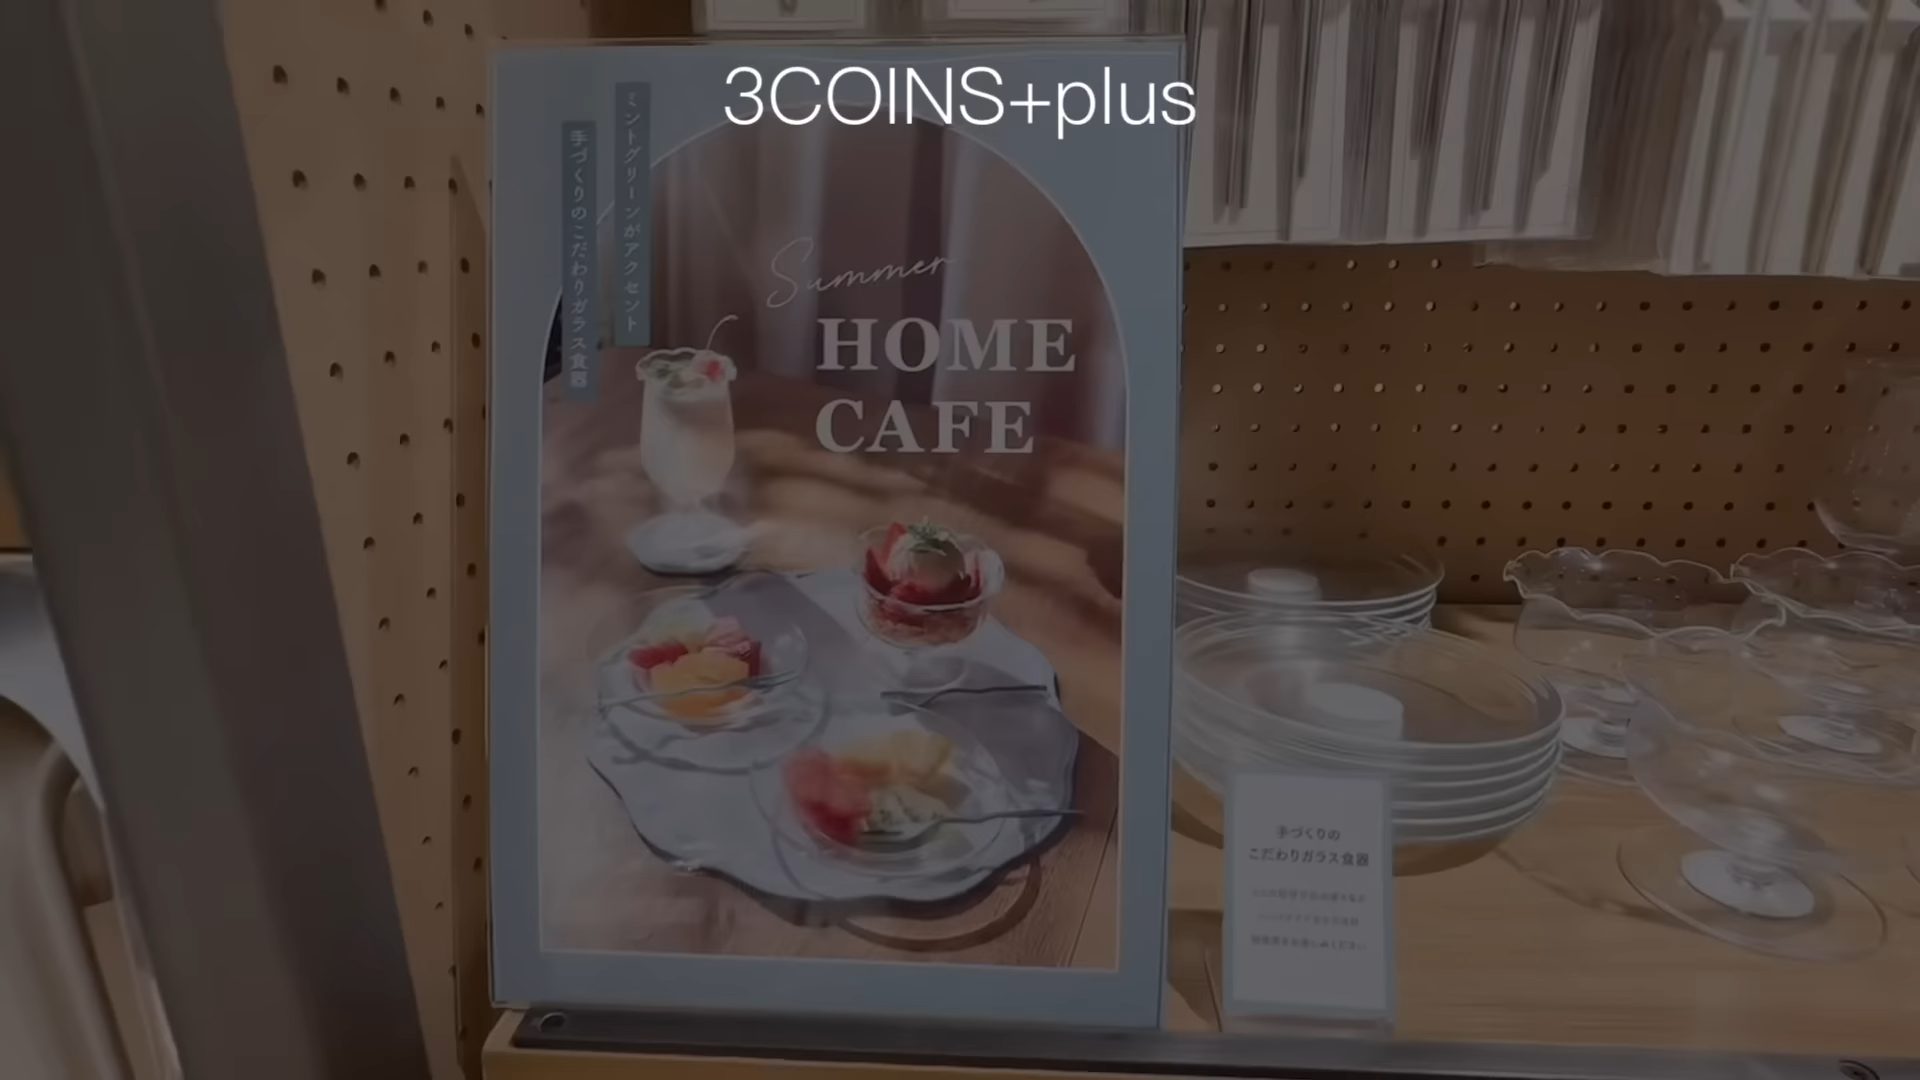 3COINS+plus
ミントグリーンがアクセント
手づくりのこだわりガラス食器
Summer
HOME
CAFE
手づくりの
こだわりガラス食器